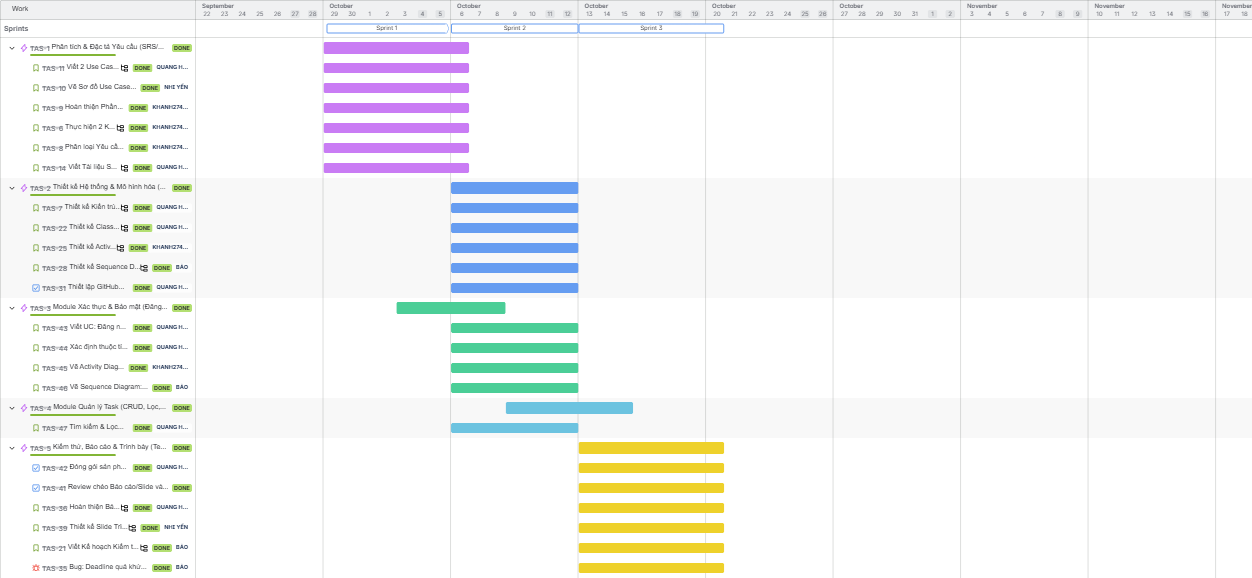 Work
September
October
October
October
October
October
November
November
November
22 23 24 25 26 27 28 29 30 1 2 3 4 5 6 7 8 9 10 11 12 13 14 15 16 17 18 19 20 21 22 23 24 25 26 27 28 29 30 31 1 2 3 4 5 6 7 8 9 10 11 12 13 14 15 16 17 18
Sprints
Sprint 1
Sprint 2
Sprint 3
TAS-1 Phân tích & Đặc tả Yêu cầu (SRS/... DONE
TAS-11 Viết 2 Use Cas... DONE QUANG H...
TAS-10 Vẽ Sơ đồ Use Case... DONE NHI YẾN
TAS-9 Hoàn thiện Phần... DONE KHANH274...
TAS-6 Thực hiện 2 K... DONE KHANH274...
TAS-8 Phân loại Yêu cầ... DONE KHANH274...
TAS-14 Viết Tài liệu S... DONE QUANG H...
TAS-2 Thiết kế Hệ thống & Mô hình hóa (... DONE
TAS-7 Thiết kế Kiến trú... DONE QUANG H...
TAS-22 Thiết kế Class... DONE QUANG H...
TAS-25 Thiết kế Activ... DONE KHANH274...
TAS-28 Thiết kế Sequence D... DONE BẢO
TAS-31 Thiết lập GitHub... DONE QUANG H...
TAS-3 Module Xác thực & Bảo mật (Đăng... DONE
TAS-43 Viết UC: Đăng n... DONE QUANG H...
TAS-44 Xác định thuộc tí... DONE QUANG H...
TAS-45 Vẽ Activity Diag... DONE KHANH274...
TAS-46 Vẽ Sequence Diagram:... DONE BẢO
TAS-4 Module Quản lý Task (CRUD, Lọc,... DONE
TAS-47 Tìm kiếm & Lọc... DONE QUANG H...
TAS-5 Kiểm thử, Báo cáo & Trình bày (Te... DONE
TAS-42 Đóng gói sản ph... DONE QUANG H...
TAS-41 Review chéo Báo cáo/Slide và... DONE
TAS-36 Hoàn thiện Bá... DONE QUANG H...
TAS-39 Thiết kế Slide Trì... DONE NHI YẾN
TAS-21 Viết Kế hoạch Kiểm t... DONE BẢO
TAS-35 Bug: Deadline quá khứ... DONE BẢO